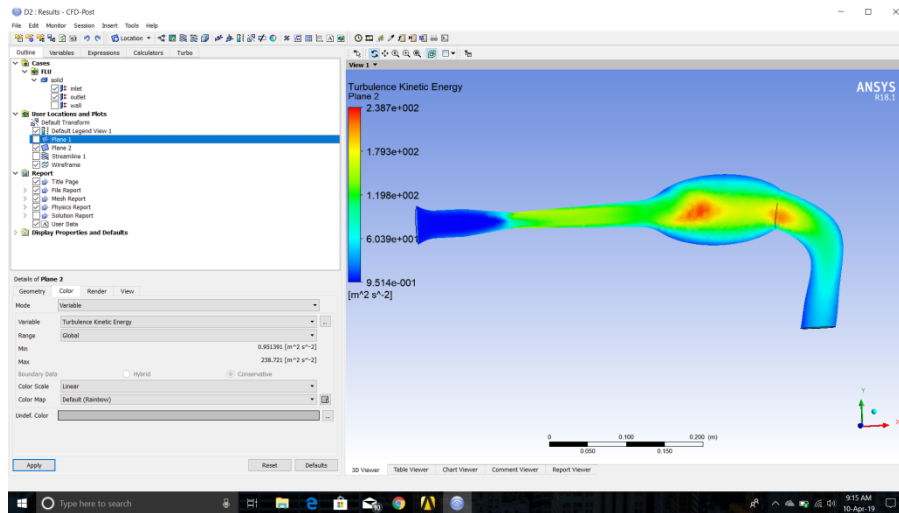 D2 : Results - CFD-Post
File Edit Monitor Session Insert Tools Help
Location
Outline Variables Expressions Calculators Turbo
Cases
FLU
solid
inlet
outlet
wall
User Locations and Plots
Default Transform
Default Legend View 1
Plane 1
Plane 2
Streamline 1
Wireframe
Report
Title Page
File Report
Mesh Report
Physics Report
Solution Report
User Data
Display Properties and Defaults
Details of Plane 2
Geometry Color Render View
Mode Variable
Variable Turbulence Kinetic Energy ...
Range Global
Min 0.951391 [m^2 s^-2]
Max 238.721 [m^2 s^-2]
Boundary Data Hybrid Conservative
Color Scale Linear
Color Map Default (Rainbow)
Undef. Color ...
Apply Reset Defaults
View 1
Turbulence Kinetic Energy
Plane 2
2.387e+002
1.793e+002
1.198e+002
6.039e+001
9.514e-001
[m^2 s^-2]
ANSYS
R18.1
Y
X
0 0.100 0.200 (m)
0.050 0.150
3D Viewer Table Viewer Chart Viewer Comment Viewer Report Viewer
Type here to search
9:15 AM
10-Apr-19